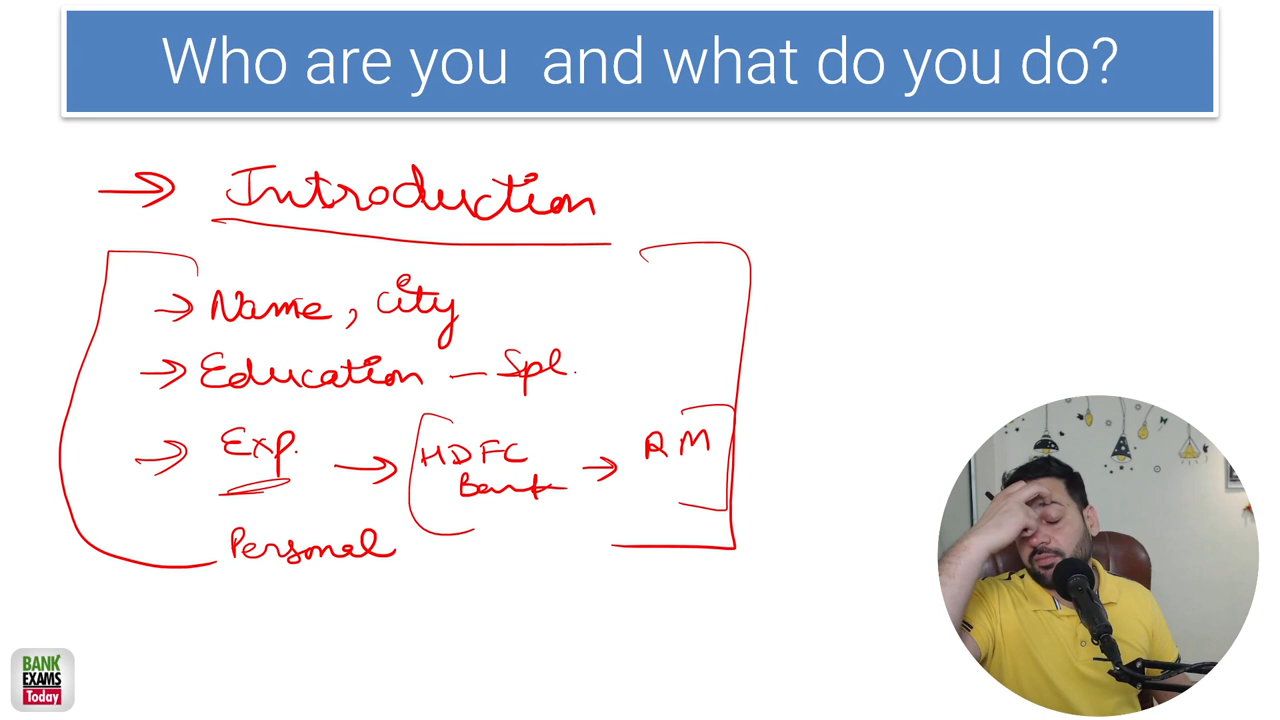 Who are you and what do you do?
→ Introduction
→ Name, City
→ Education - Spl.
→ Exp. → HDFC Bank → RM
Personal
BANK
EXAMS
Today